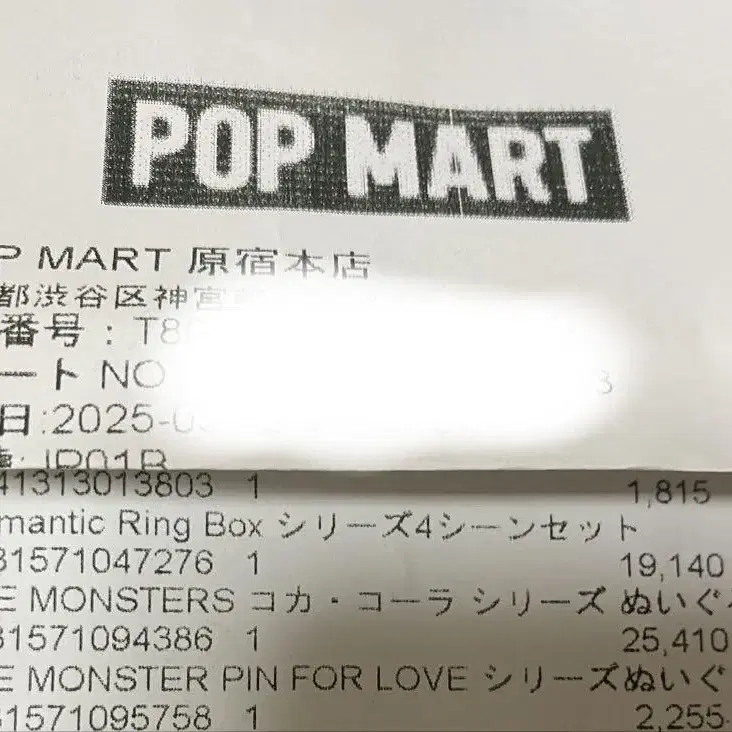 POP MART
P MART 原宿本店
都渋谷区神宮
番号：T8
ート NO
日:2025-0
JP01B
41313013803 1 1,815
mantic Ring Box シリーズ4シーンセット
31571047276 1 19,140
E MONSTERS コカ・コーラ シリーズ ぬいぐ
31571094386 1 25,410
E MONSTER PIN FOR LOVE シリーズぬいぐ
31571095758 1 2,255